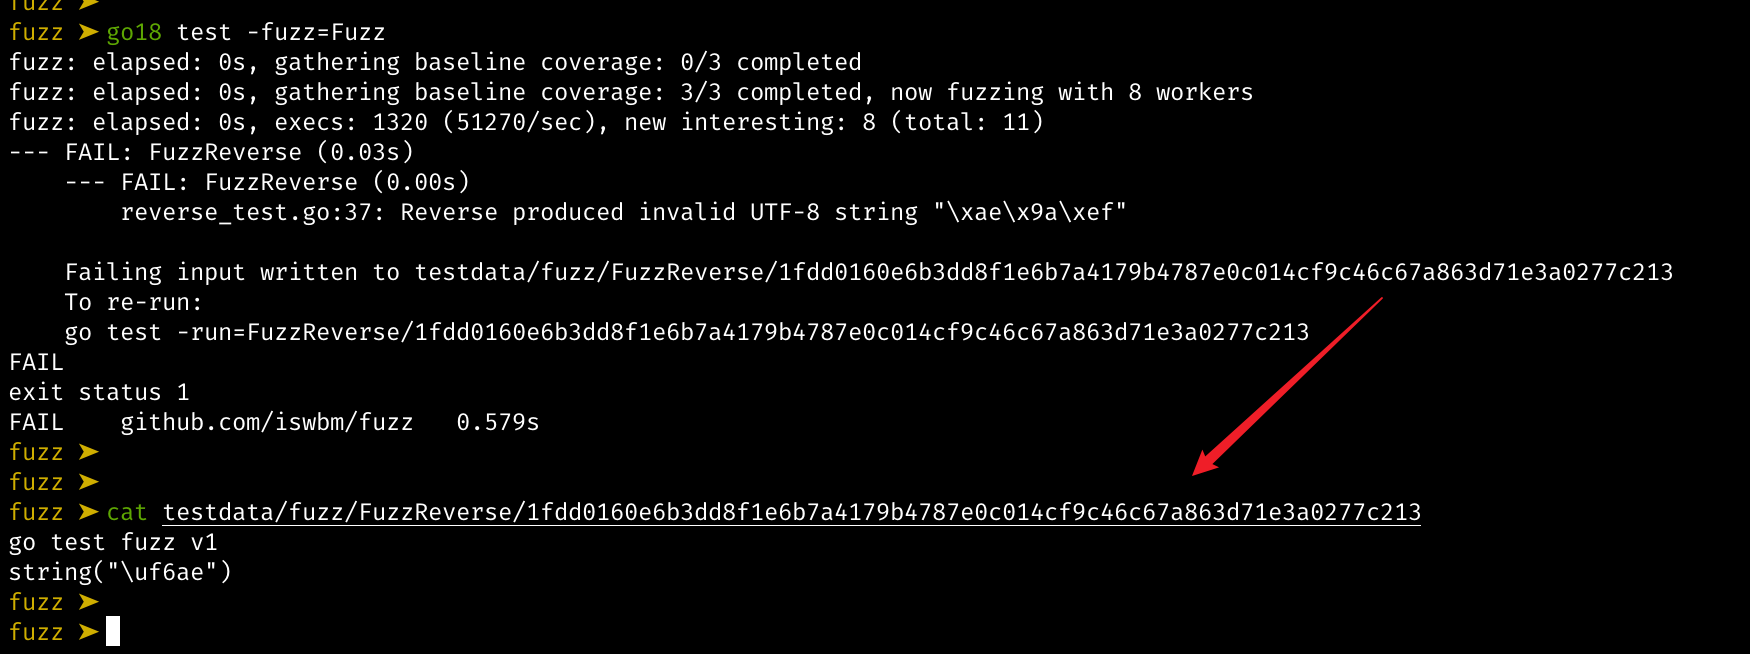 fuzz ➤
fuzz ➤ go18 test -fuzz=Fuzz
fuzz: elapsed: 0s, gathering baseline coverage: 0/3 completed
fuzz: elapsed: 0s, gathering baseline coverage: 3/3 completed, now fuzzing with 8 workers
fuzz: elapsed: 0s, execs: 1320 (51270/sec), new interesting: 8 (total: 11)
--- FAIL: FuzzReverse (0.03s)
    --- FAIL: FuzzReverse (0.00s)
        reverse_test.go:37: Reverse produced invalid UTF-8 string "\xae\x9a\xef"
    Failing input written to testdata/fuzz/FuzzReverse/1fdd0160e6b3dd8f1e6b7a4179b4787e0c014cf9c46c67a863d71e3a0277c213
    To re-run:
    go test -run=FuzzReverse/1fdd0160e6b3dd8f1e6b7a4179b4787e0c014cf9c46c67a863d71e3a0277c213
FAIL
exit status 1
FAIL    github.com/iswbm/fuzz   0.579s
fuzz ➤
fuzz ➤
fuzz ➤ cat testdata/fuzz/FuzzReverse/1fdd0160e6b3dd8f1e6b7a4179b4787e0c014cf9c46c67a863d71e3a0277c213
go test fuzz v1
string("\uf6ae")
fuzz ➤
fuzz ➤